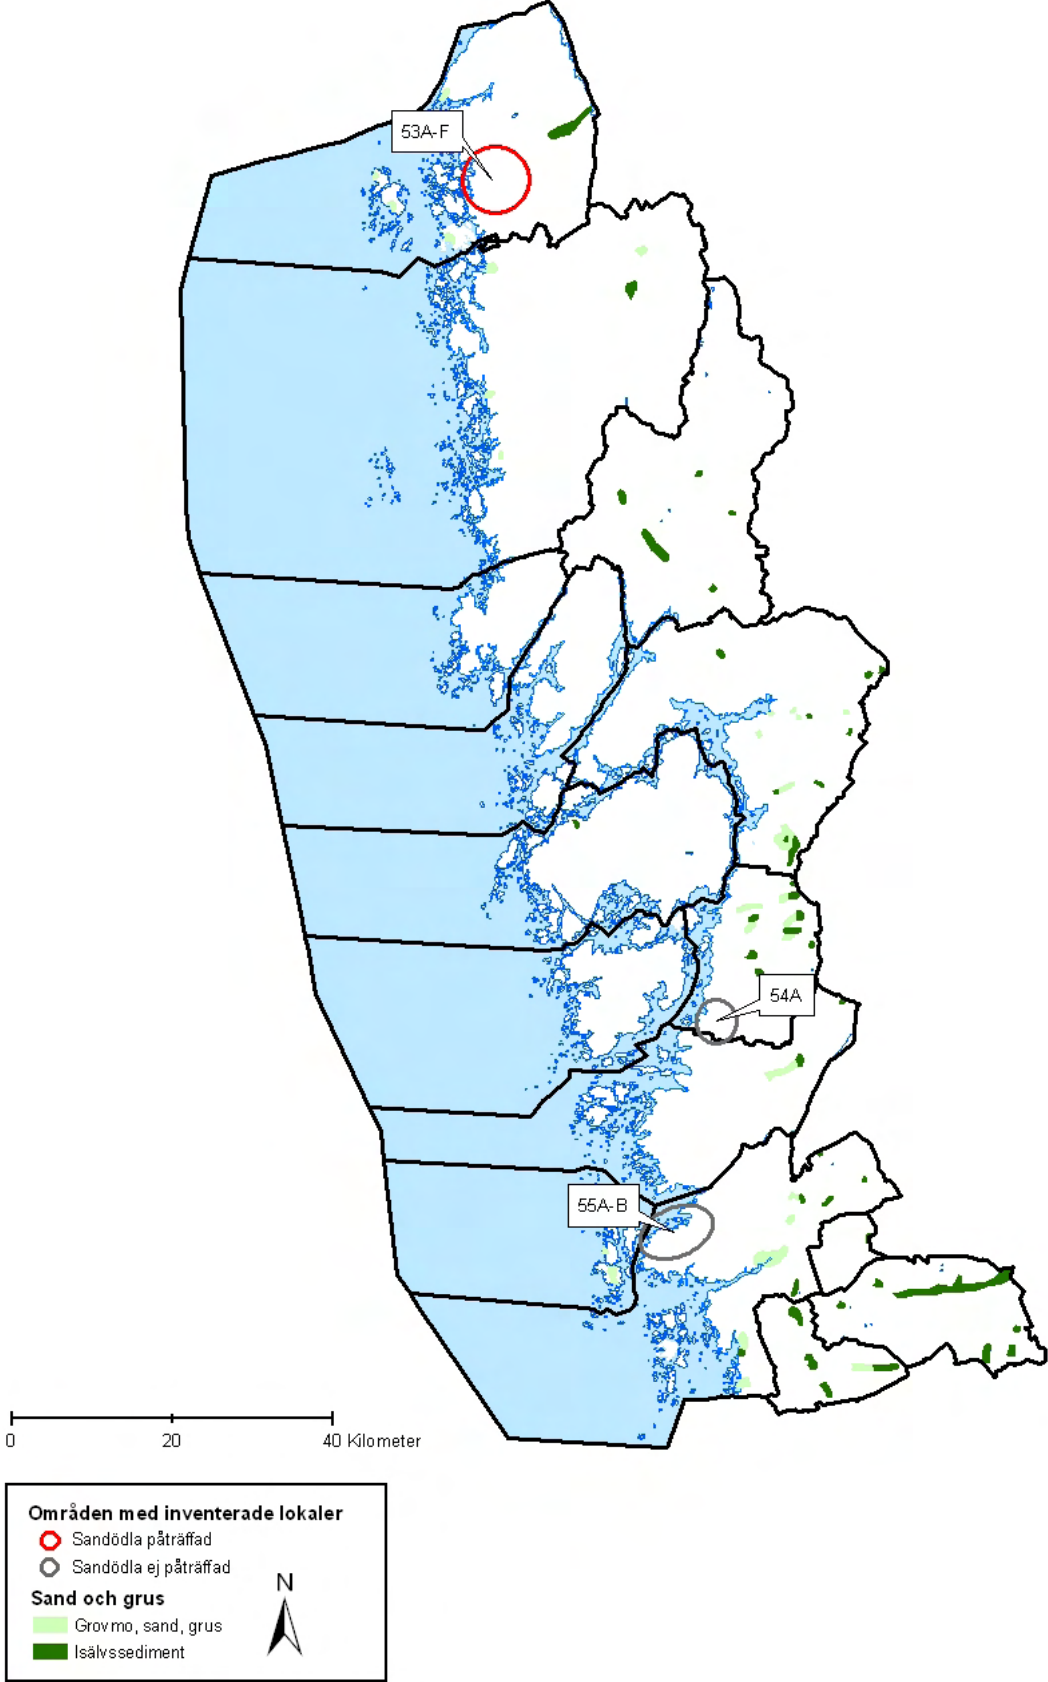 53A-F
54A
55A-B
0 20 40 Kilometer
Områden med inventerade lokaler
Sandödla påträffad
Sandödla ej påträffad
Sand och grus
N
Grovmo, sand, grus
Isälvssediment